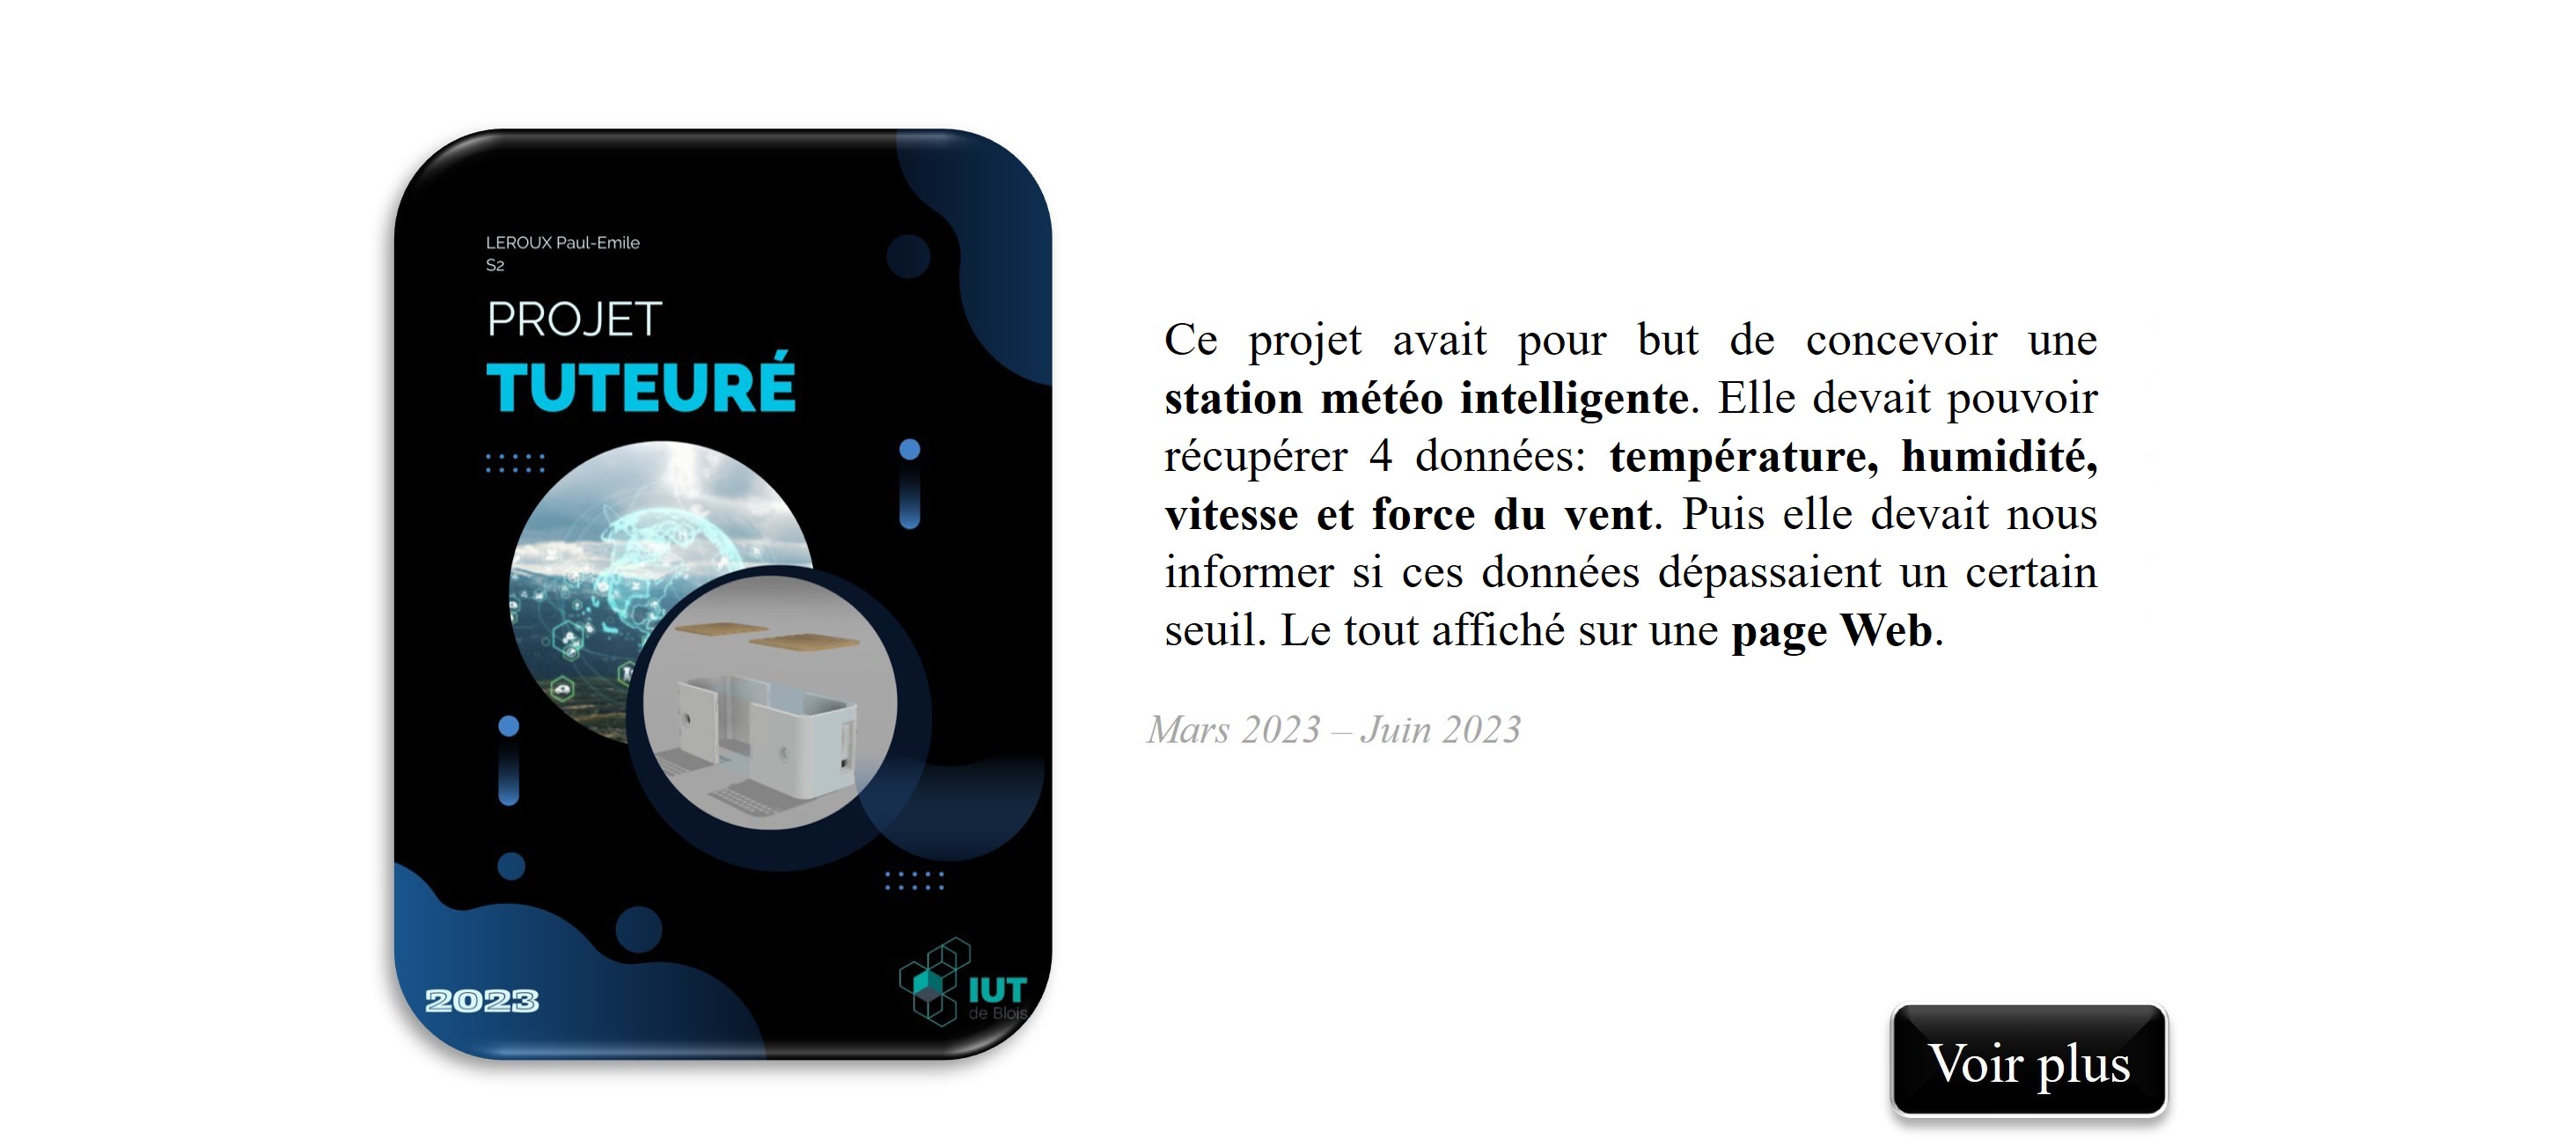 LEROUX Paul-Emile
S2
PROJET
TUTEURÉ
2023
IUT
de Blois
Ce projet avait pour but de concevoir une
station météo intelligente. Elle devait pouvoir
récupérer 4 données: température, humidité,
vitesse et force du vent. Puis elle devait nous
informer si ces données dépassaient un certain
seuil. Le tout affiché sur une page Web.
Mars 2023 – Juin 2023
Voir plus